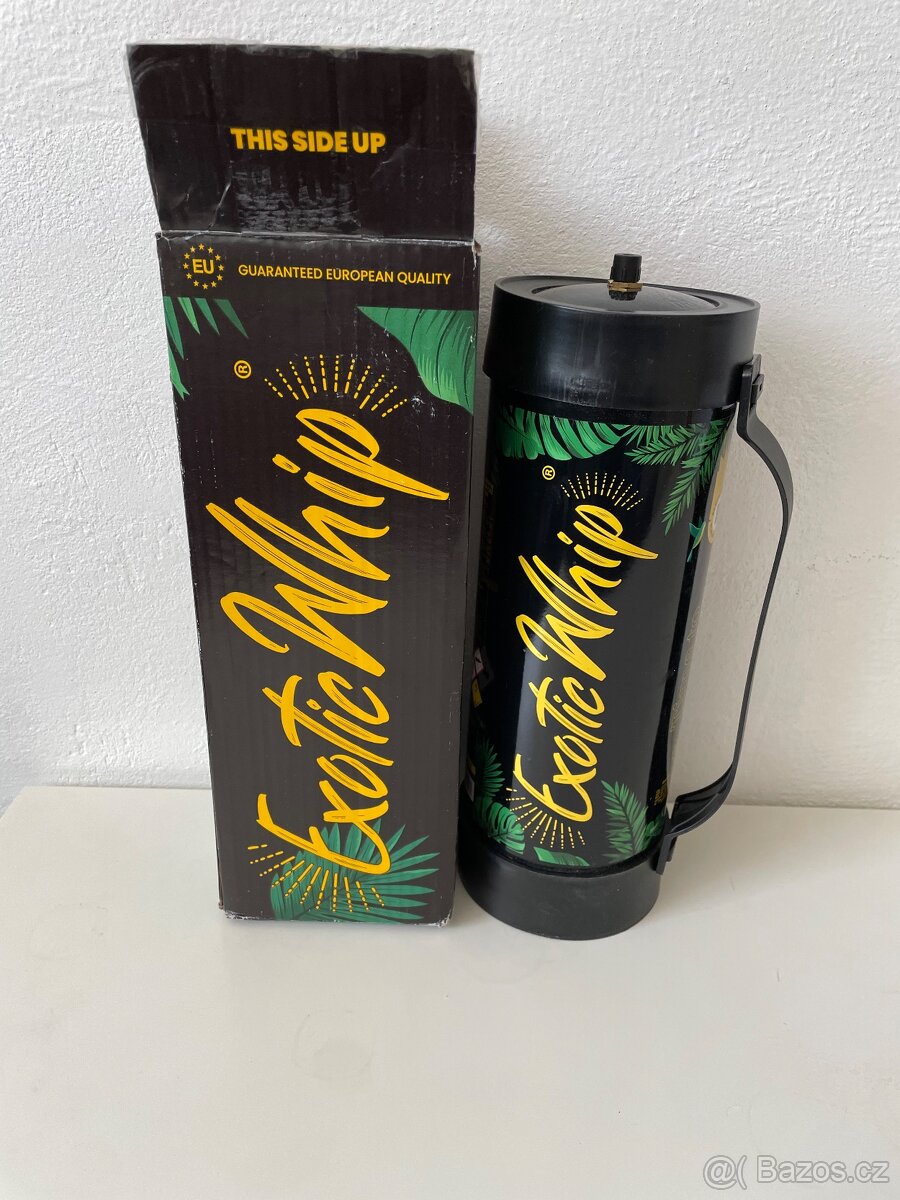 THIS SIDE UP
EU
GUARANTEED EUROPEAN QUALITY
Exotic Whip ®
Exotic Whip ®
@( Bazos.cz